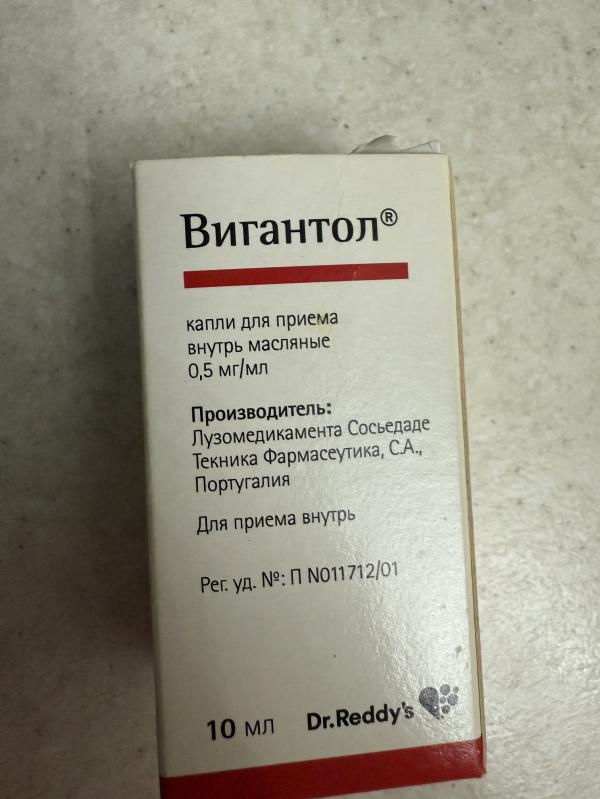 Вигантол®
капли для приема
внутрь масляные
0,5 мг/мл
Производитель:
Лузомедикамента Сосьедаде
Текника Фармасеутика, С.А.,
Португалия
Для приема внутрь
Рег. уд. №: П N011712/01
10 мл Dr.Reddy's